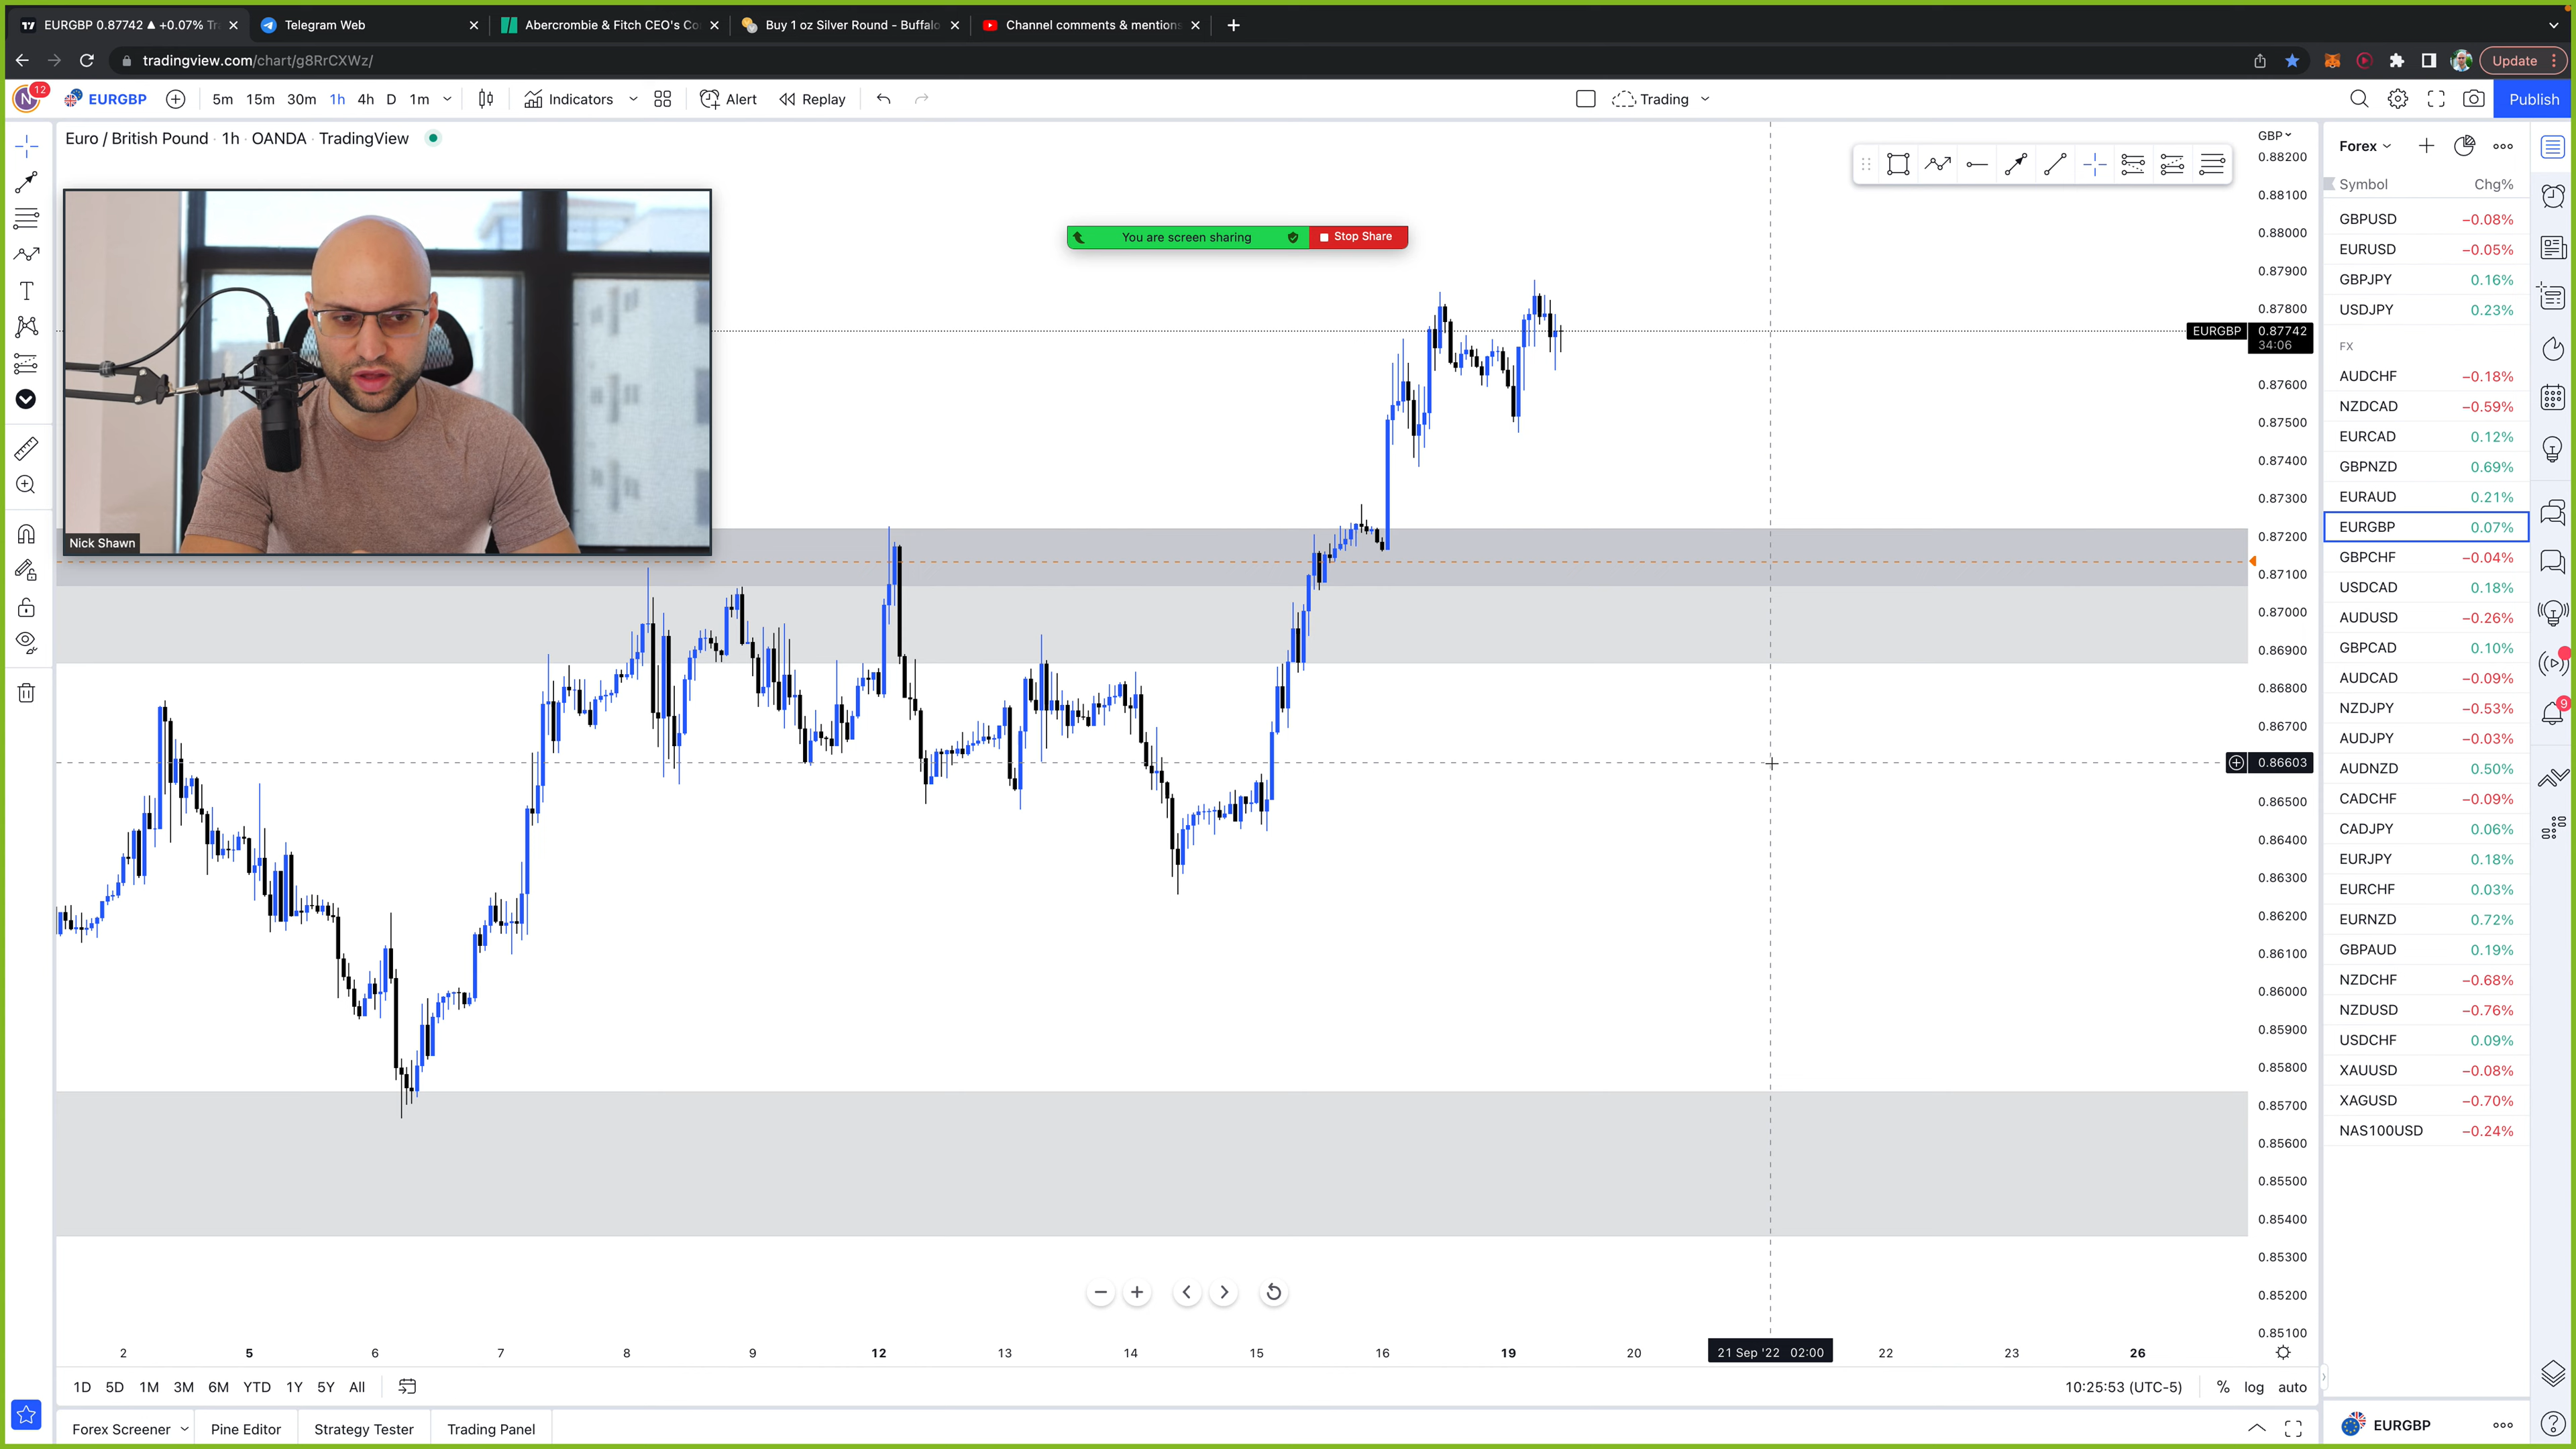 EURGBP 0.87742 ▲ +0.07% Tr
Telegram Web
Abercrombie & Fitch CEO's Co
Buy 1 oz Silver Round - Buffalo
Channel comments & mentions
tradingview.com/chart/g8RrCXWz/
Update
N 12
EURGBP
5m 15m 30m 1h 4h D 1m
Indicators
Alert
Replay
Trading
Publish
Euro / British Pound · 1h · OANDA · TradingView
GBP
You are screen sharing
Stop Share
Nick Shawn
0.88200
0.88100
0.88000
0.87900
0.87800
EURGBP 0.87742
34:06
0.87600
0.87500
0.87400
0.87300
0.87200
0.87100
0.87000
0.86900
0.86800
0.86700
0.86603
0.86500
0.86400
0.86300
0.86200
0.86100
0.86000
0.85900
0.85800
0.85700
0.85600
0.85500
0.85400
0.85300
0.85200
0.85100
2 5 6 7 8 9 12 13 14 15 16 19 20 21 Sep '22 02:00 22 23 26
1D 5D 1M 3M 6M YTD 1Y 5Y All
10:25:53 (UTC-5) % log auto
Forex Screener
Pine Editor
Strategy Tester
Trading Panel
Forex
Symbol Chg%
GBPUSD −0.08%
EURUSD −0.05%
GBPJPY 0.16%
USDJPY 0.23%
FX
AUDCHF −0.18%
NZDCAD −0.59%
EURCAD 0.12%
GBPNZD 0.69%
EURAUD 0.21%
EURGBP 0.07%
GBPCHF −0.04%
USDCAD 0.18%
AUDUSD −0.26%
GBPCAD 0.10%
AUDCAD −0.09%
NZDJPY −0.53%
AUDJPY −0.03%
AUDNZD 0.50%
CADCHF −0.09%
CADJPY 0.06%
EURJPY 0.18%
EURCHF 0.03%
EURNZD 0.72%
GBPAUD 0.19%
NZDCHF −0.68%
NZDUSD −0.76%
USDCHF 0.09%
XAUUSD −0.08%
XAGUSD −0.70%
NAS100USD −0.24%
EURGBP
9